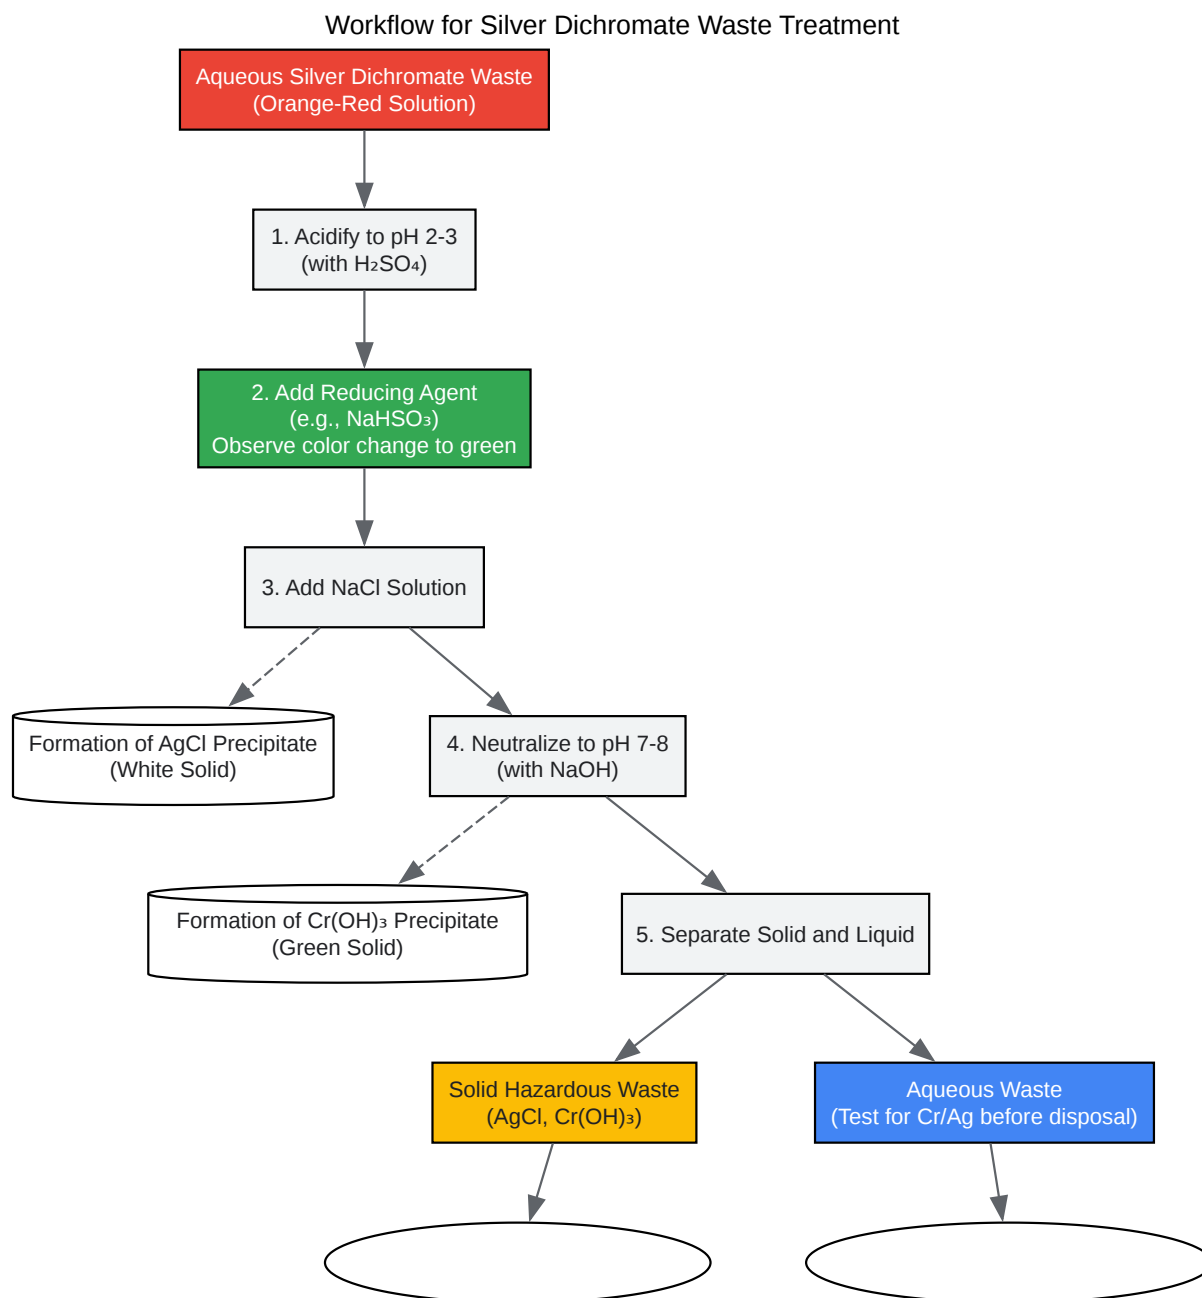 Workflow for Silver Dichromate Waste Treatment
Aqueous Silver Dichromate Waste
(Orange-Red Solution)
1. Acidify to pH 2-3
(with H₂SO₄)
2. Add Reducing Agent
(e.g., NaHSO₃)
Observe color change to green
3. Add NaCl Solution
Formation of AgCl Precipitate
(White Solid)
4. Neutralize to pH 7-8
(with NaOH)
Formation of Cr(OH)₃ Precipitate
(Green Solid)
5. Separate Solid and Liquid
Solid Hazardous Waste
(AgCl, Cr(OH)₃)
Aqueous Waste
(Test for Cr/Ag before disposal)